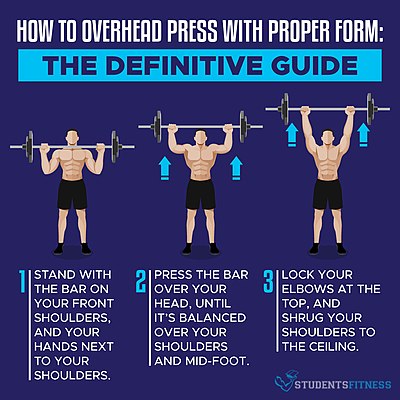 HOW TO OVERHEAD PRESS WITH PROPER FORM:
THE DEFINITIVE GUIDE
1
STAND WITH
THE BAR ON
YOUR FRONT
SHOULDERS,
AND YOUR
HANDS NEXT
TO YOUR
SHOULDERS.
2
PRESS THE BAR
OVER YOUR
HEAD, UNTIL
IT'S BALANCED
OVER YOUR
SHOULDERS
AND MID-FOOT.
3
LOCK YOUR
ELBOWS AT THE
TOP, AND
SHRUG YOUR
SHOULDERS TO
THE CEILING.
STUDENTSFITNESS